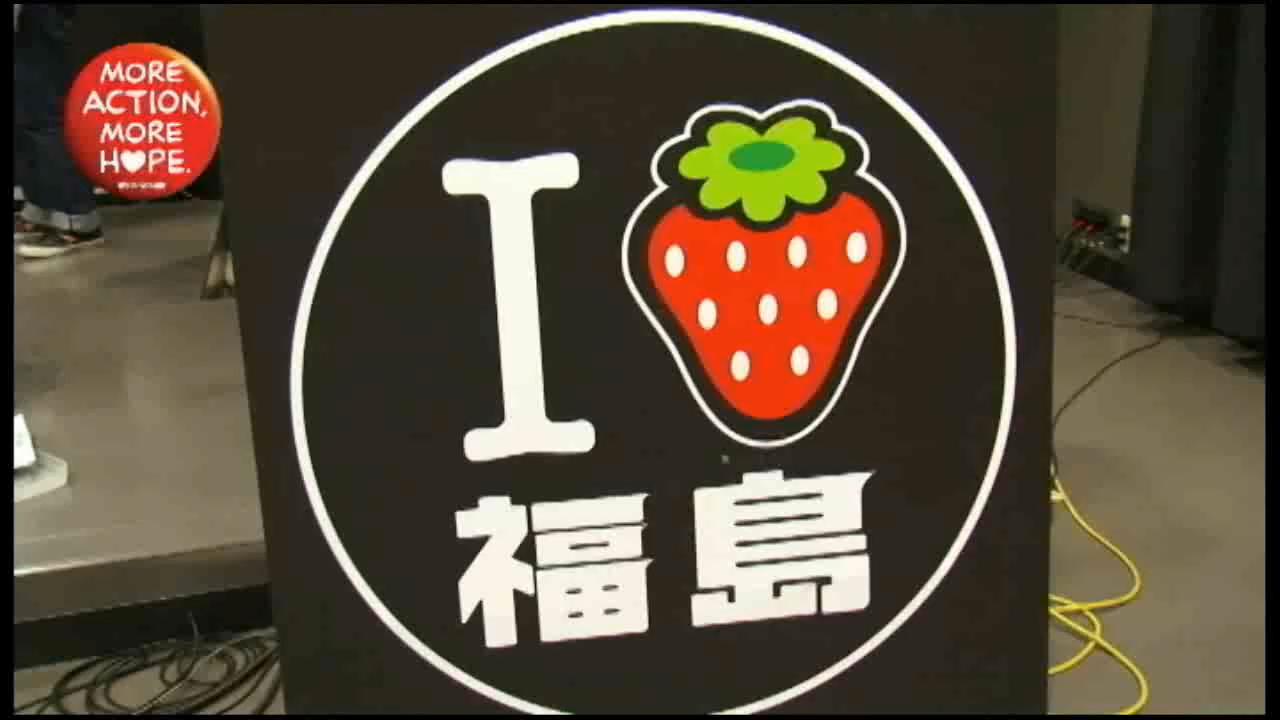 MORE
ACTION,
MORE
HOPE.
I
福島